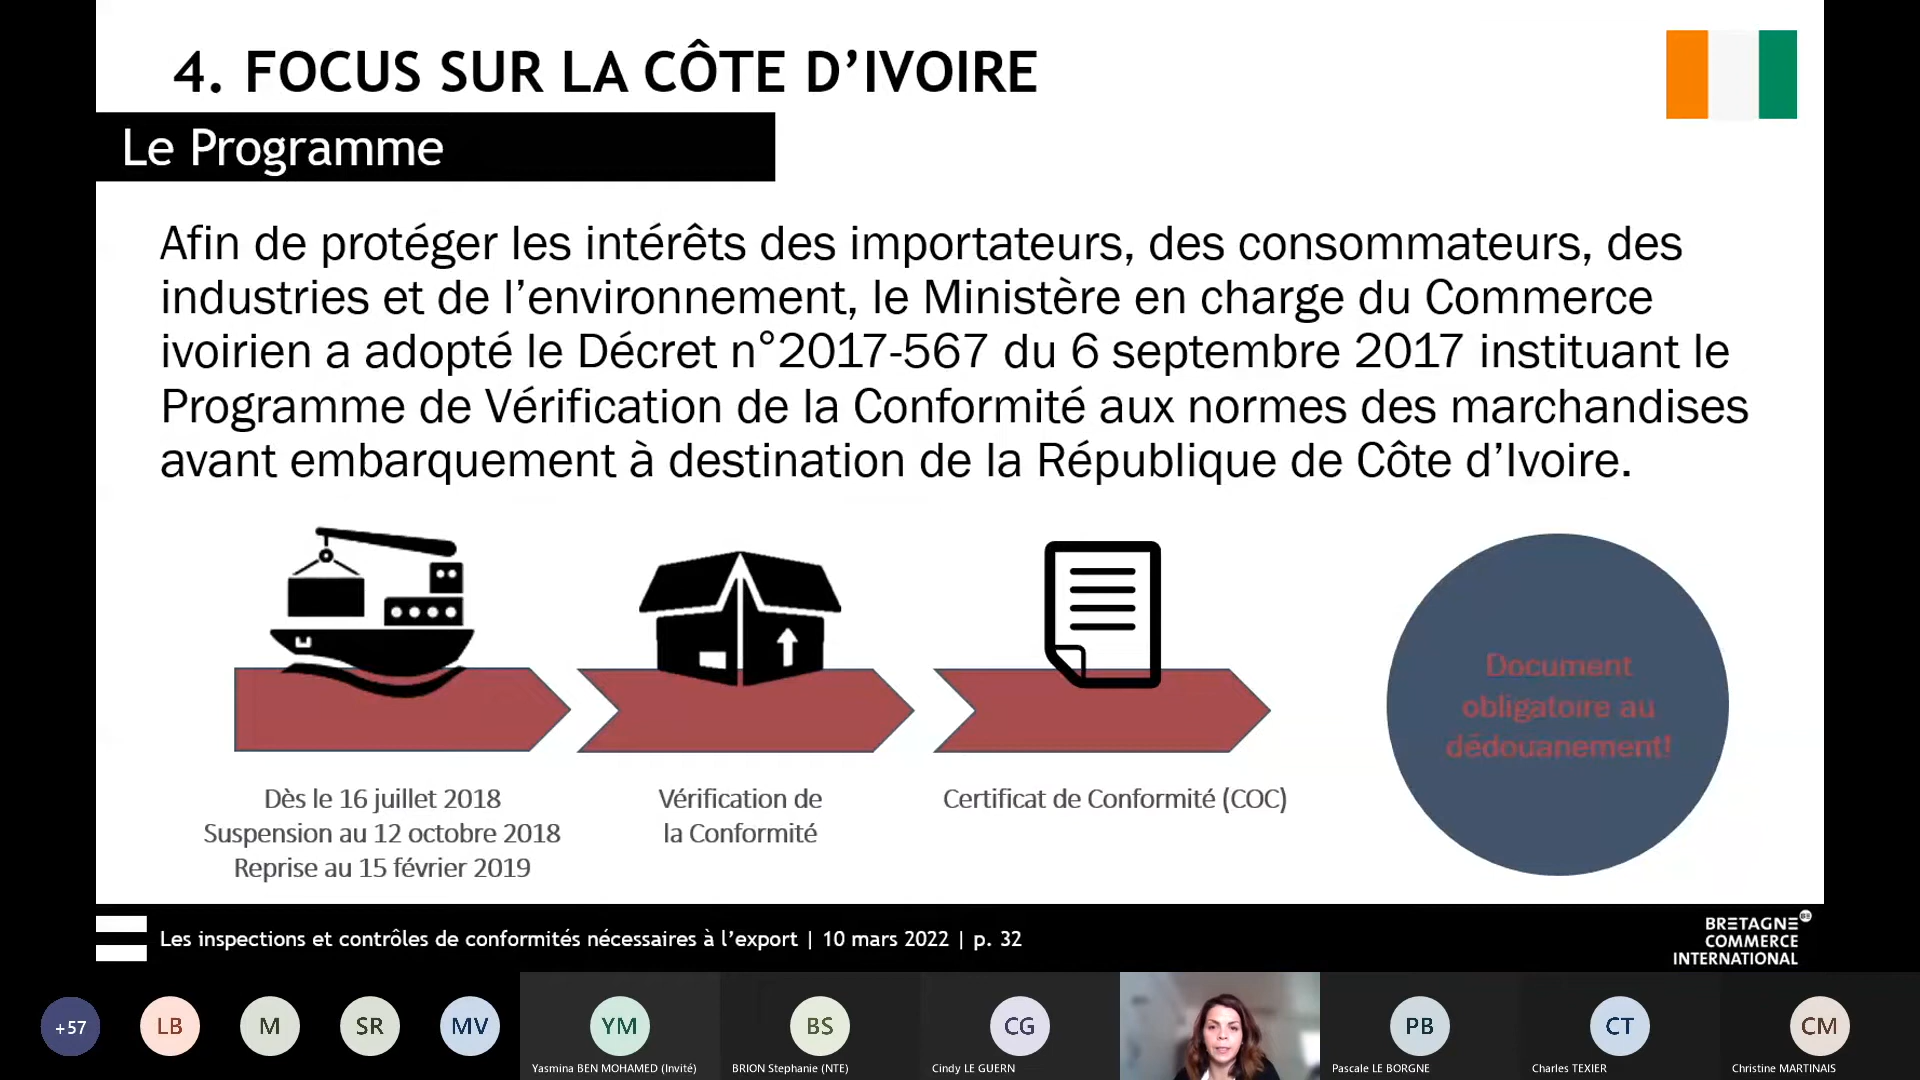 4. FOCUS SUR LA CÔTE D’IVOIRE
Le Programme
Afin de protéger les intérêts des importateurs, des consommateurs, des
industries et de l’environnement, le Ministère en charge du Commerce
ivoirien a adopté le Décret n°2017-567 du 6 septembre 2017 instituant le
Programme de Vérification de la Conformité aux normes des marchandises
avant embarquement à destination de la République de Côte d’Ivoire.
Dès le 16 juillet 2018
Suspension au 12 octobre 2018
Reprise au 15 février 2019
Vérification de
la Conformité
Certificat de Conformité (COC)
Document
obligatoire au
dédouanement!
Les inspections et contrôles de conformités nécessaires à l’export | 10 mars 2022 | p. 32
BRETAGNE
COMMERCE
INTERNATIONAL
+57
LB
M
SR
MV
YM
BS
CG
PB
CT
CM
Yasmina BEN MOHAMED (Invité)
BRION Stephanie (NTE)
Cindy LE GUERN
Pascale LE BORGNE
Charles TEXIER
Christine MARTINAIS